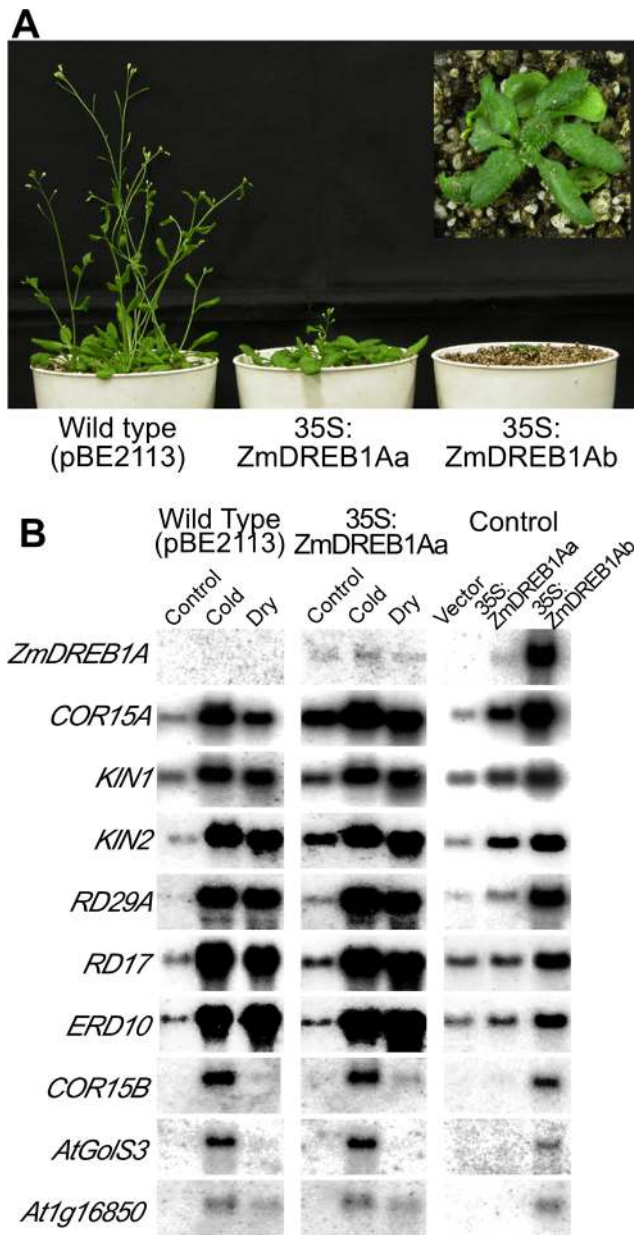 A
Wild type
(pBE2113)
35S:
ZmDREB1Aa
35S:
ZmDREB1Ab
B
Wild Type
(pBE2113)
35S:
ZmDREB1Aa
Control
Control
Cold
Dry
Control
Cold
Dry
Vector
35S:
ZmDREB1Aa
35S:
ZmDREB1Ab
ZmDREB1A
COR15A
KIN1
KIN2
RD29A
RD17
ERD10
COR15B
AtGolS3
At1g16850